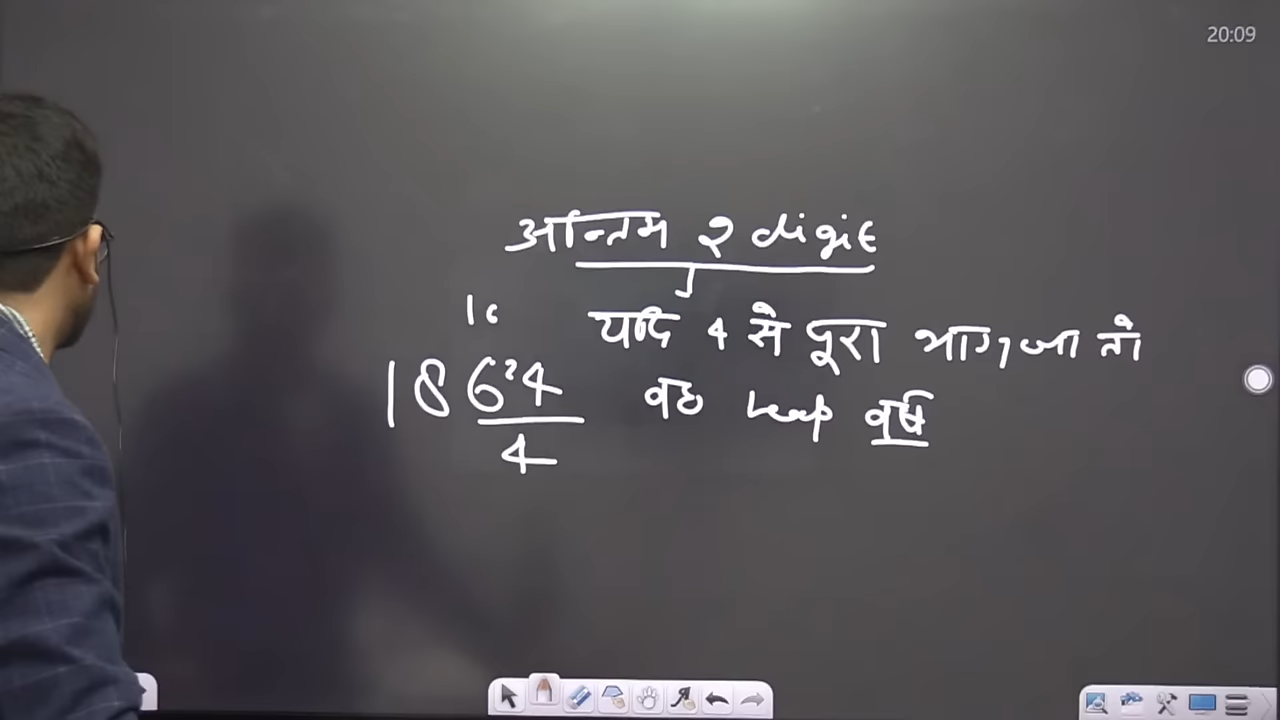 20:09
अन्तिम 2 digit
यदि 4 से पूरा भाग जा तो
वह Leap वर्ष
16
1864
4